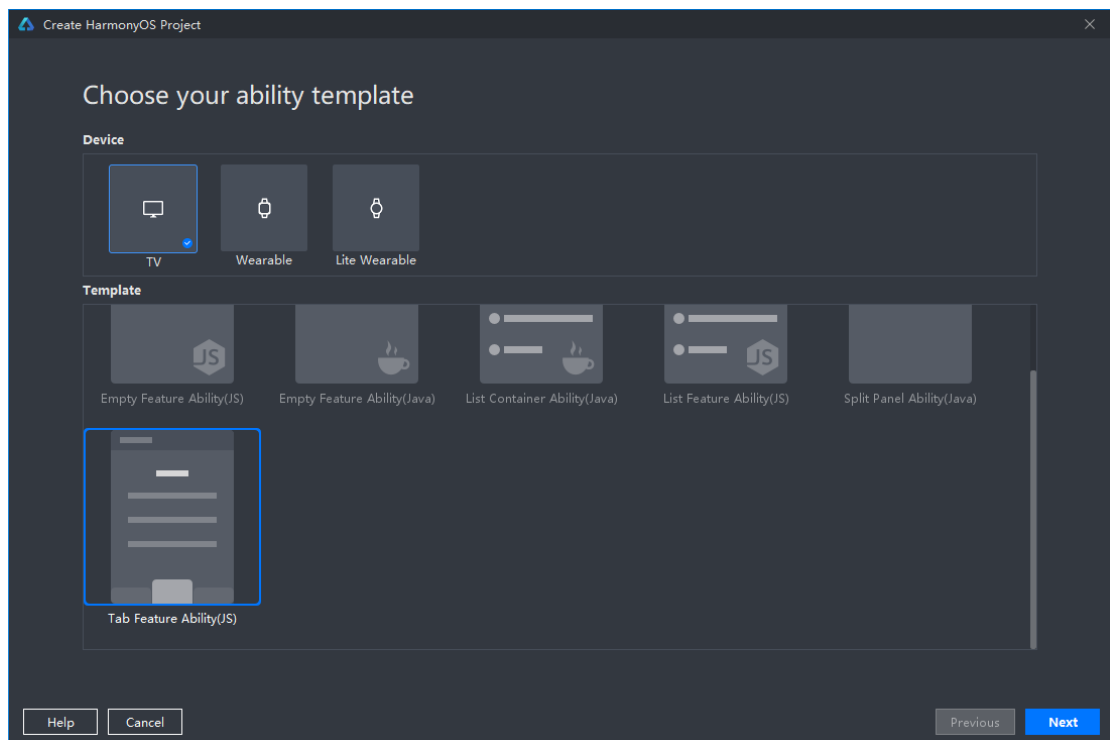 Create HarmonyOS Project
Choose your ability template
Device
TV
Wearable
Lite Wearable
Template
JS
JS
Empty Feature Ability(JS)
Empty Feature Ability(Java)
List Container Ability(Java)
List Feature Ability(JS)
Split Panel Ability(Java)
Tab Feature Ability(JS)
Help
Cancel
Previous
Next